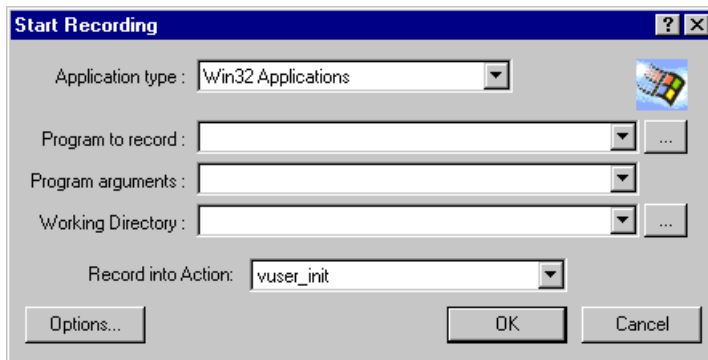 Start Recording
Application type : Win32 Applications
Program to record :
...
Program arguments :
Working Directory :
...
Record into Action: vuser_init
Options... OK Cancel